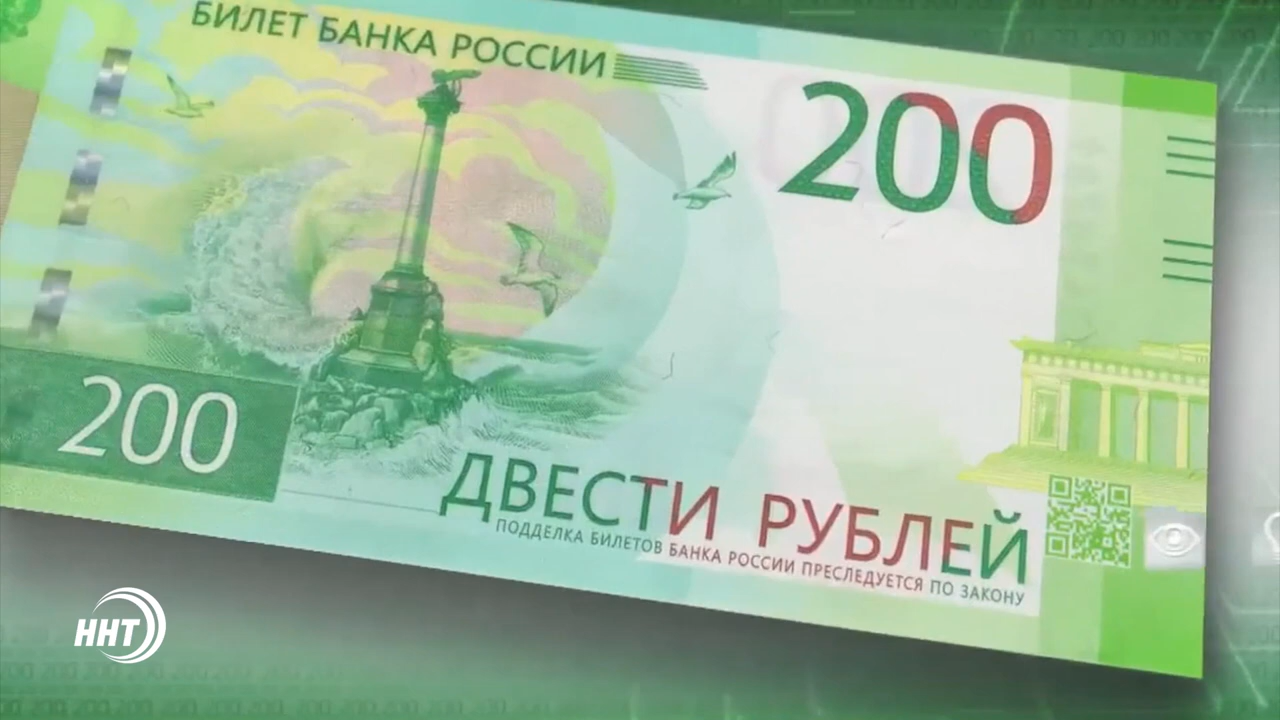 БИЛЕТ БАНКА РОССИИ
200
200
ДВЕСТИ РУБЛЕЙ
ПОДДЕЛКА БИЛЕТОВ БАНКА РОССИИ ПРЕСЛЕДУЕТСЯ ПО ЗАКОНУ
ННТ